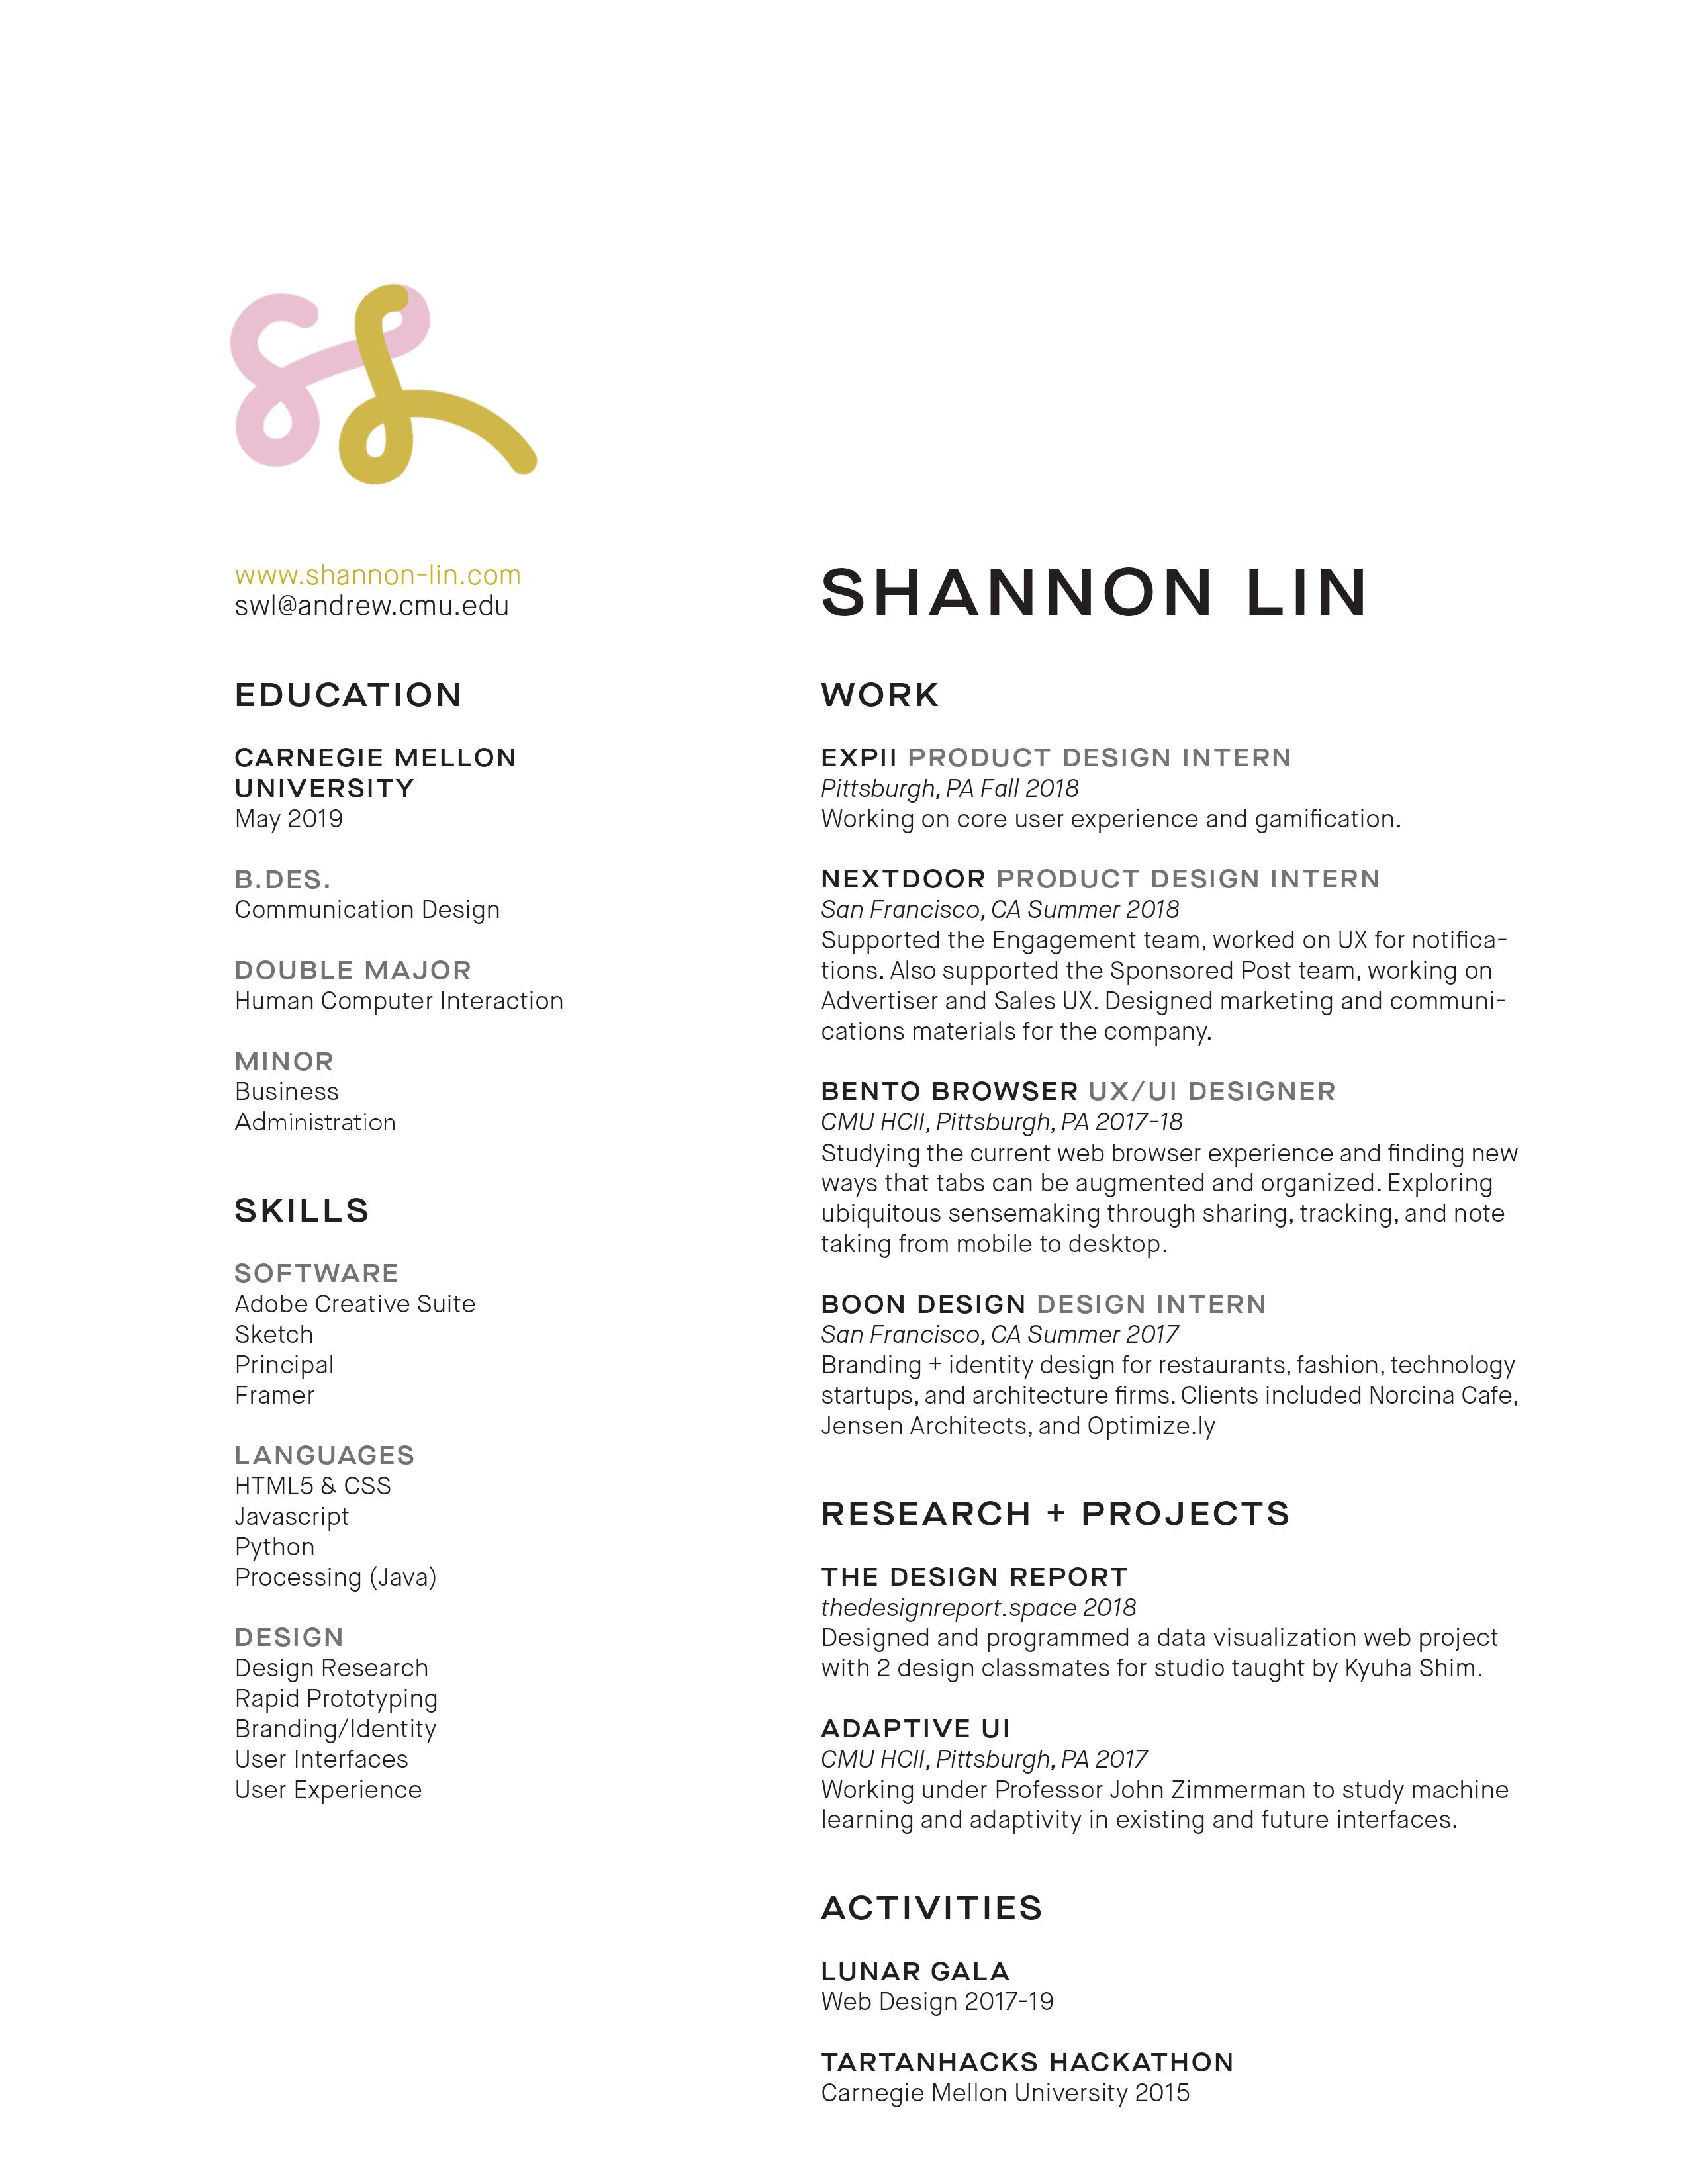 www.shannon-lin.com
swl@andrew.cmu.edu
EDUCATION
CARNEGIE MELLON
UNIVERSITY
May 2019
B.DES.
Communication Design
DOUBLE MAJOR
Human Computer Interaction
MINOR
Business
Administration
SKILLS
SOFTWARE
Adobe Creative Suite
Sketch
Principal
Framer
LANGUAGES
HTML5 & CSS
Javascript
Python
Processing (Java)
DESIGN
Design Research
Rapid Prototyping
Branding/Identity
User Interfaces
User Experience
SHANNON LIN
WORK
EXPII PRODUCT DESIGN INTERN
Pittsburgh, PA Fall 2018
Working on core user experience and gamification.
NEXTDOOR PRODUCT DESIGN INTERN
San Francisco, CA Summer 2018
Supported the Engagement team, worked on UX for notifica-
tions. Also supported the Sponsored Post team, working on
Advertiser and Sales UX. Designed marketing and communi-
cations materials for the company.
BENTO BROWSER UX/UI DESIGNER
CMU HCII, Pittsburgh, PA 2017-18
Studying the current web browser experience and finding new
ways that tabs can be augmented and organized. Exploring
ubiquitous sensemaking through sharing, tracking, and note
taking from mobile to desktop.
BOON DESIGN DESIGN INTERN
San Francisco, CA Summer 2017
Branding + identity design for restaurants, fashion, technology
startups, and architecture firms. Clients included Norcina Cafe,
Jensen Architects, and Optimize.ly
RESEARCH + PROJECTS
THE DESIGN REPORT
thedesignreport.space 2018
Designed and programmed a data visualization web project
with 2 design classmates for studio taught by Kyuha Shim.
ADAPTIVE UI
CMU HCII, Pittsburgh, PA 2017
Working under Professor John Zimmerman to study machine
learning and adaptivity in existing and future interfaces.
ACTIVITIES
LUNAR GALA
Web Design 2017-19
TARTANHACKS HACKATHON
Carnegie Mellon University 2015